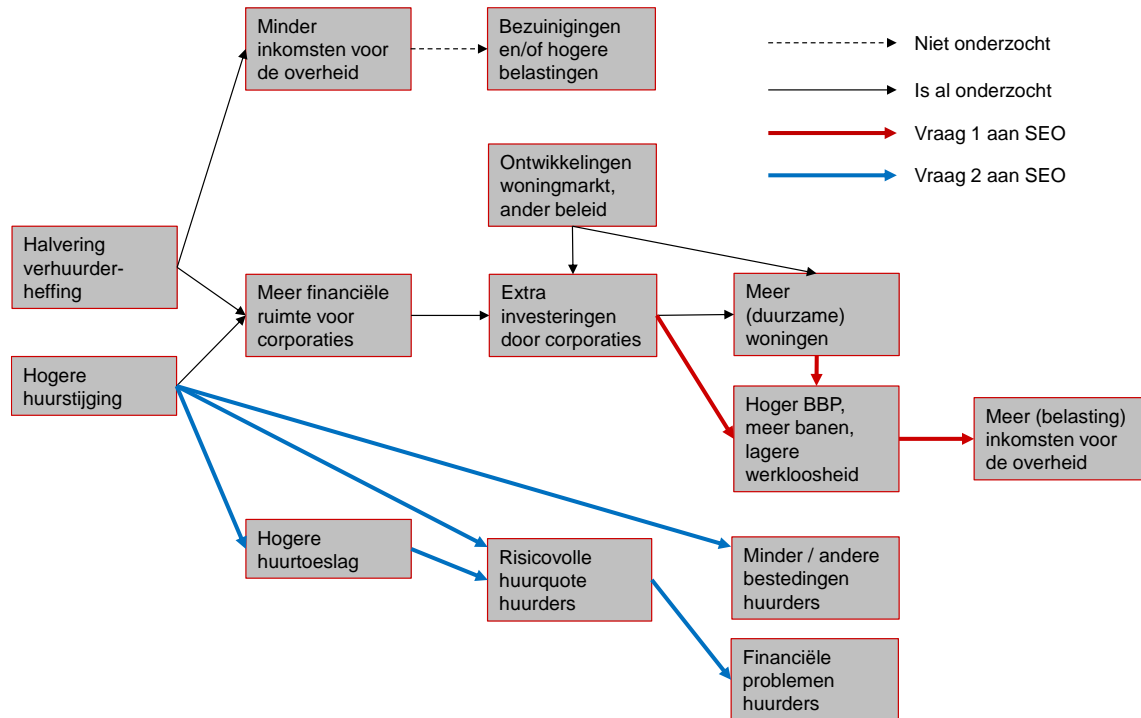 Minder
inkomsten voor
de overheid
Bezuinigingen
en/of hogere
belastingen
Niet onderzocht
Is al onderzocht
Vraag 1 aan SEO
Vraag 2 aan SEO
Ontwikkelingen
woningmarkt,
ander beleid
Halvering
verhuurder-
heffing
Meer financiële
ruimte voor
corporaties
Extra
investeringen
door corporaties
Meer
(duurzame)
woningen
Hogere
huurstijging
Hoger BBP,
meer banen,
lagere
werkloosheid
Meer (belasting)
inkomsten voor
de overheid
Hogere
huurtoeslag
Risicovolle
huurquote
huurders
Minder / andere
bestedingen
huurders
Financiële
problemen
huurders